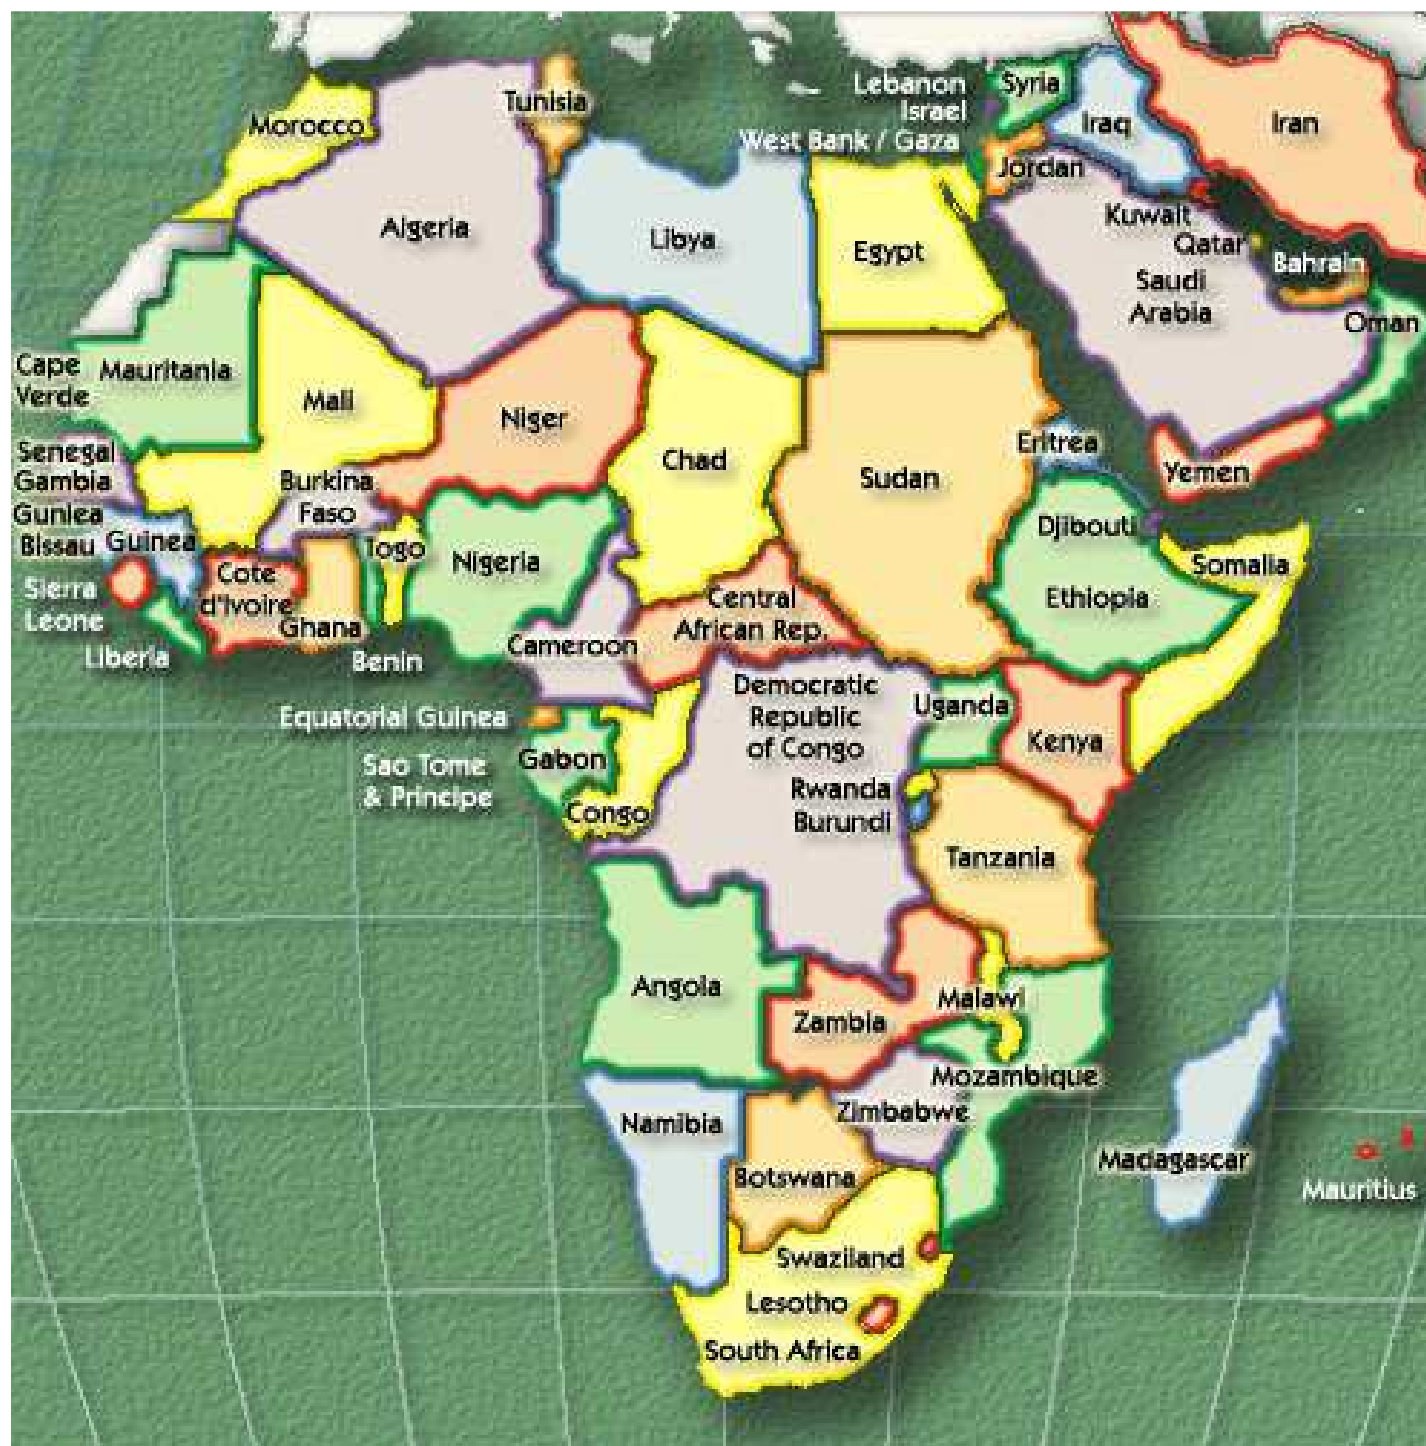 Lebanon
Syria
Israel
West Bank / Gaza
Tunisia
Morocco
Iraq
Iran
Jordan
Algeria
Libya
Egypt
Kuwait
Qatar
Bahrain
Saudi
Arabia
Oman
Cape
Verde
Mauritania
Mali
Niger
Chad
Sudan
Eritrea
Yemen
Senegal
Gambia
Burkina
Faso
Guniea
Bissau
Guinea
Togo
Nigeria
Djibouti
Somalia
Sierra
Leone
Cote
d'Ivoire
Ghana
Central
African Rep.
Ethiopia
Liberia
Benin
Cameroon
Democratic
Republic
of Congo
Uganda
Kenya
Equatorial Guinea
Gabon
Sao Tome
& Principe
Congo
Rwanda
Burundi
Tanzania
Angola
Malawi
Zambia
Mozambique
Zimbabwe
Namibia
Botswana
Madagascar
Mauritius
Swaziland
Lesotho
South Africa